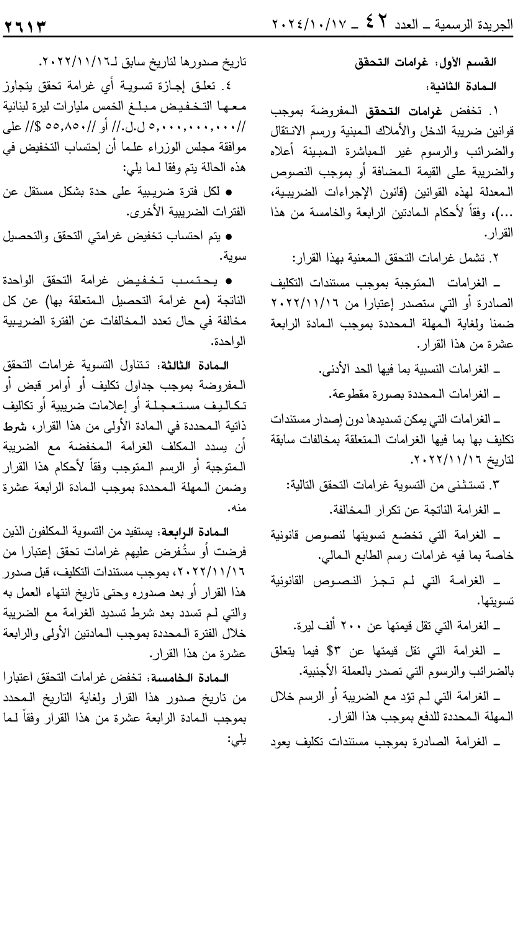 الجريدة الرسمية ــ العدد ٤٢ ــ ٢٠٢٤/١٠/١٧
٢٦١٣
القسم الأول: غرامات التحقق
المادة الثانية:
١. تخفض غرامات التحقق المفروضة بموجب
قوانين ضريبة الدخل والأملاك المبنية ورسم الانتقال
والضرائب والرسوم غير المباشرة المبينة أعلاه
والضريبة على القيمة المضافة أو بموجب النصوص
المعدلة لهذه القوانين (قانون الإجراءات الضريبية،
...)، وفقاً لأحكام المادتين الرابعة والخامسة من هذا
القرار.
٢. تشمل غرامات التحقق المعنية بهذا القرار:
ــ الغرامات المتوجبة بموجب مستندات التكليف
الصادرة أو التي ستصدر إعتبارا من ٢٠٢٢/١١/١٦
ضمنا ولغاية المهلة المحددة بموجب المادة الرابعة
عشرة من هذا القرار.
ــ الغرامات النسبية بما فيها الحد الأدنى.
ــ الغرامات المحددة بصورة مقطوعة.
ــ الغرامات التي يمكن تسديدها دون إصدار مستندات
تكليف بها بما فيها الغرامات المتعلقة بمخالفات سابقة
لتاريخ ٢٠٢٢/١١/١٦.
٣. تستثنى من التسوية غرامات التحقق التالية:
ــ الغرامة الناتجة عن تكرار المخالفة.
ــ الغرامة التي تخضع تسويتها لنصوص قانونية
خاصة بما فيه غرامات رسم الطابع المالي.
ــ الغرامة التي لم تجز النصوص القانونية
تسويتها.
ــ الغرامة التي تقل قيمتها عن ٢٠٠ ألف ليرة.
ــ الغرامة التي تقل قيمتها عن ٣$ فيما يتعلق
بالضرائب والرسوم التي تصدر بالعملة الأجنبية.
ــ الغرامة التي لم تؤد مع الضريبة أو الرسم خلال
المهلة المحددة للدفع بموجب هذا القرار.
ــ الغرامة الصادرة بموجب مستندات تكليف يعود
تاريخ صدورها لتاريخ سابق لـ٢٠٢٢/١١/١٦.
٤. تعلق إجازة تسوية أي غرامة تحقق يتجاوز
معها التخفيض مبلغ الخمس مليارات ليرة لبنانية
//٥,٠٠٠,٠٠٠,٠٠٠ ل.ل.// أو //٥٥,٨٥٠ $// على
موافقة مجلس الوزراء علما أن إحتساب التخفيض في
هذه الحالة يتم وفقا لما يلي:
● لكل فترة ضريبية على حدة بشكل مستقل عن
الفترات الضريبية الأخرى.
● يتم احتساب تخفيض غرامتي التحقق والتحصيل
سوية.
● يحتسب تخفيض غرامة التحقق الواحدة
الناتجة (مع غرامة التحصيل المتعلقة بها) عن كل
مخالفة في حال تعدد المخالفات عن الفترة الضريبية
الواحدة.
المادة الثالثة: تتناول التسوية غرامات التحقق
المفروضة بموجب جداول تكليف أو أوامر قبض أو
تكاليف مستعجلة أو إعلامات ضريبية أو تكاليف
ذاتية المحددة في المادة الأولى من هذا القرار، شرط
أن يسدد المكلف الغرامة المخفضة مع الضريبة
المتوجبة أو الرسم المتوجب وفقاً لأحكام هذا القرار
وضمن المهلة المحددة بموجب المادة الرابعة عشرة
منه.
المادة الرابعة: يستفيد من التسوية المكلفون الذين
فرضت أو ستُفرض عليهم غرامات تحقق إعتبارا من
٢٠٢٢/١١/١٦، بموجب مستندات التكليف، قبل صدور
هذا القرار أو بعد صدوره وحتى تاريخ انتهاء العمل به
والتي لم تسدد بعد شرط تسديد الغرامة مع الضريبة
خلال الفترة المحددة بموجب المادتين الأولى والرابعة
عشرة من هذا القرار.
المادة الخامسة: تخفض غرامات التحقق اعتبارا
من تاريخ صدور هذا القرار ولغاية التاريخ المحدد
بموجب المادة الرابعة عشرة من هذا القرار وفقاً لما
يلي: